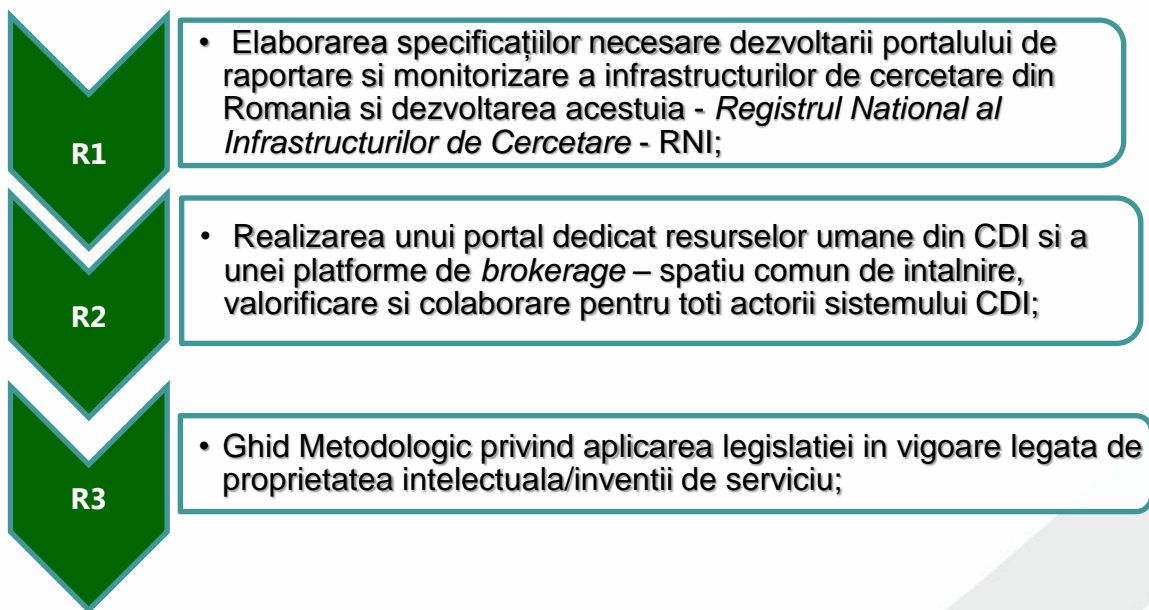 R1
• Elaborarea specificațiilor necesare dezvoltarii portalului de
raportare si monitorizare a infrastructurilor de cercetare din
Romania si dezvoltarea acestuia - Registrul National al
Infrastructurilor de Cercetare - RNI;
R2
• Realizarea unui portal dedicat resurselor umane din CDI si a
unei platforme de brokerage – spatiu comun de intalnire,
valorificare si colaborare pentru toti actorii sistemului CDI;
R3
• Ghid Metodologic privind aplicarea legislatiei in vigoare legata de
proprietatea intelectuala/inventii de serviciu;